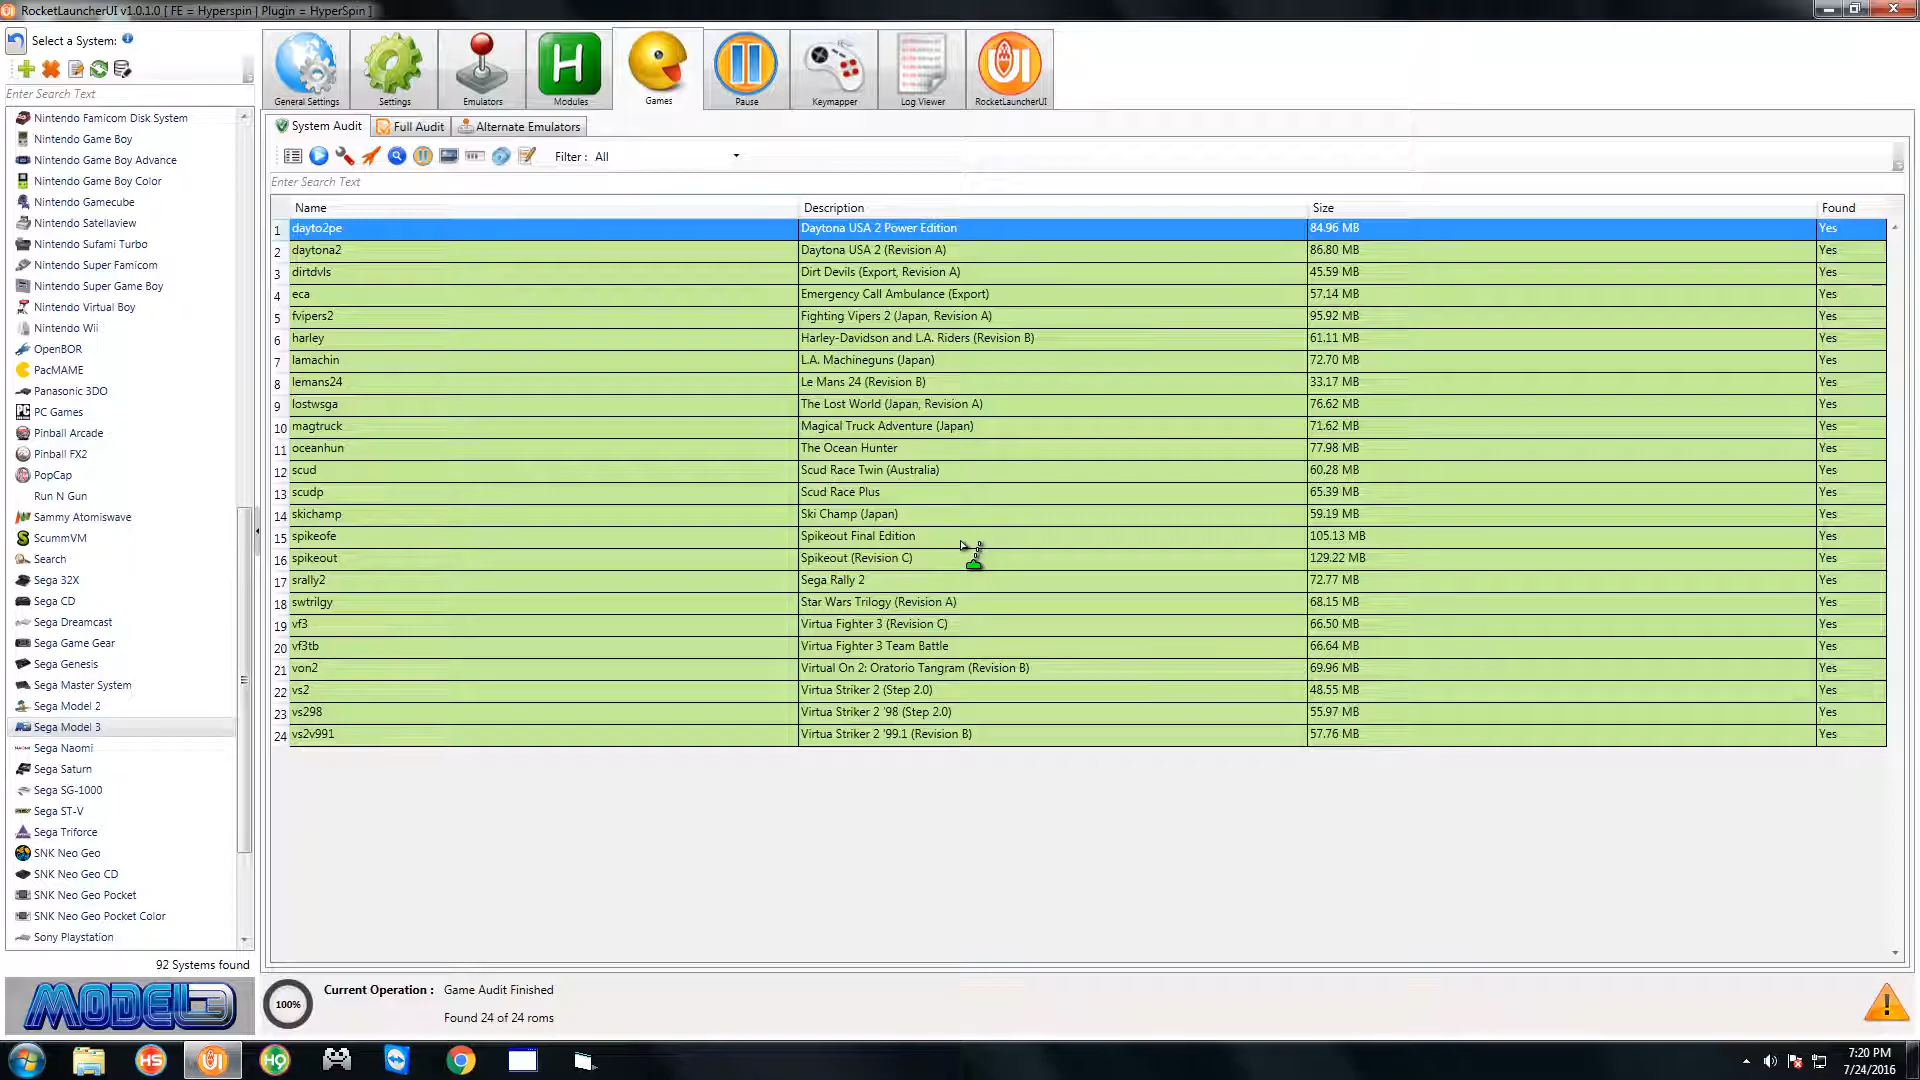 RocketLauncherUI v1.0.1.0 [ FE = Hyperspin | Plugin = HyperSpin ]
Select a System:
Enter Search Text
Nintendo Famicom Disk System
Nintendo Game Boy
Nintendo Game Boy Advance
Nintendo Game Boy Color
Nintendo Gamecube
Nintendo Satellaview
Nintendo Sufami Turbo
Nintendo Super Famicom
Nintendo Super Game Boy
Nintendo Virtual Boy
Nintendo Wii
OpenBOR
PacMAME
Panasonic 3DO
PC Games
Pinball Arcade
Pinball FX2
PopCap
Run N Gun
Sammy Atomiswave
ScummVM
Search
Sega 32X
Sega CD
Sega Dreamcast
Sega Game Gear
Sega Genesis
Sega Master System
Sega Model 2
Sega Model 3
Sega Naomi
Sega Saturn
Sega SG-1000
Sega ST-V
Sega Triforce
SNK Neo Geo
SNK Neo Geo CD
SNK Neo Geo Pocket
SNK Neo Geo Pocket Color
Sony Playstation
92 Systems found
MODEL3
General Settings Settings Emulators Modules Games Pause Keymapper Log Viewer RocketLauncherUI
System Audit Full Audit Alternate Emulators
Filter : All
Enter Search Text
Name Description Size Found
1 dayto2pe Daytona USA 2 Power Edition 84.96 MB Yes
2 daytona2 Daytona USA 2 (Revision A) 86.80 MB Yes
3 dirtdvls Dirt Devils (Export, Revision A) 45.59 MB Yes
4 eca Emergency Call Ambulance (Export) 57.14 MB Yes
5 fvipers2 Fighting Vipers 2 (Japan, Revision A) 95.92 MB Yes
6 harley Harley-Davidson and L.A. Riders (Revision B) 61.11 MB Yes
7 lamachin L.A. Machineguns (Japan) 72.70 MB Yes
8 lemans24 Le Mans 24 (Revision B) 33.17 MB Yes
9 lostwsga The Lost World (Japan, Revision A) 76.62 MB Yes
10 magtruck Magical Truck Adventure (Japan) 71.62 MB Yes
11 oceanhun The Ocean Hunter 77.98 MB Yes
12 scud Scud Race Twin (Australia) 60.28 MB Yes
13 scudp Scud Race Plus 65.39 MB Yes
14 skichamp Ski Champ (Japan) 59.19 MB Yes
15 spikeofe Spikeout Final Edition 105.13 MB Yes
16 spikeout Spikeout (Revision C) 129.22 MB Yes
17 srally2 Sega Rally 2 72.77 MB Yes
18 swtrilgy Star Wars Trilogy (Revision A) 68.15 MB Yes
19 vf3 Virtua Fighter 3 (Revision C) 66.50 MB Yes
20 vf3tb Virtua Fighter 3 Team Battle 66.64 MB Yes
21 von2 Virtual On 2: Oratorio Tangram (Revision B) 69.96 MB Yes
22 vs2 Virtua Striker 2 (Step 2.0) 48.55 MB Yes
23 vs298 Virtua Striker 2 '98 (Step 2.0) 55.97 MB Yes
24 vs2v991 Virtua Striker 2 '99.1 (Revision B) 57.76 MB Yes
100% Current Operation : Game Audit Finished
Found 24 of 24 roms
HS UI HQ
7:20 PM
7/24/2016